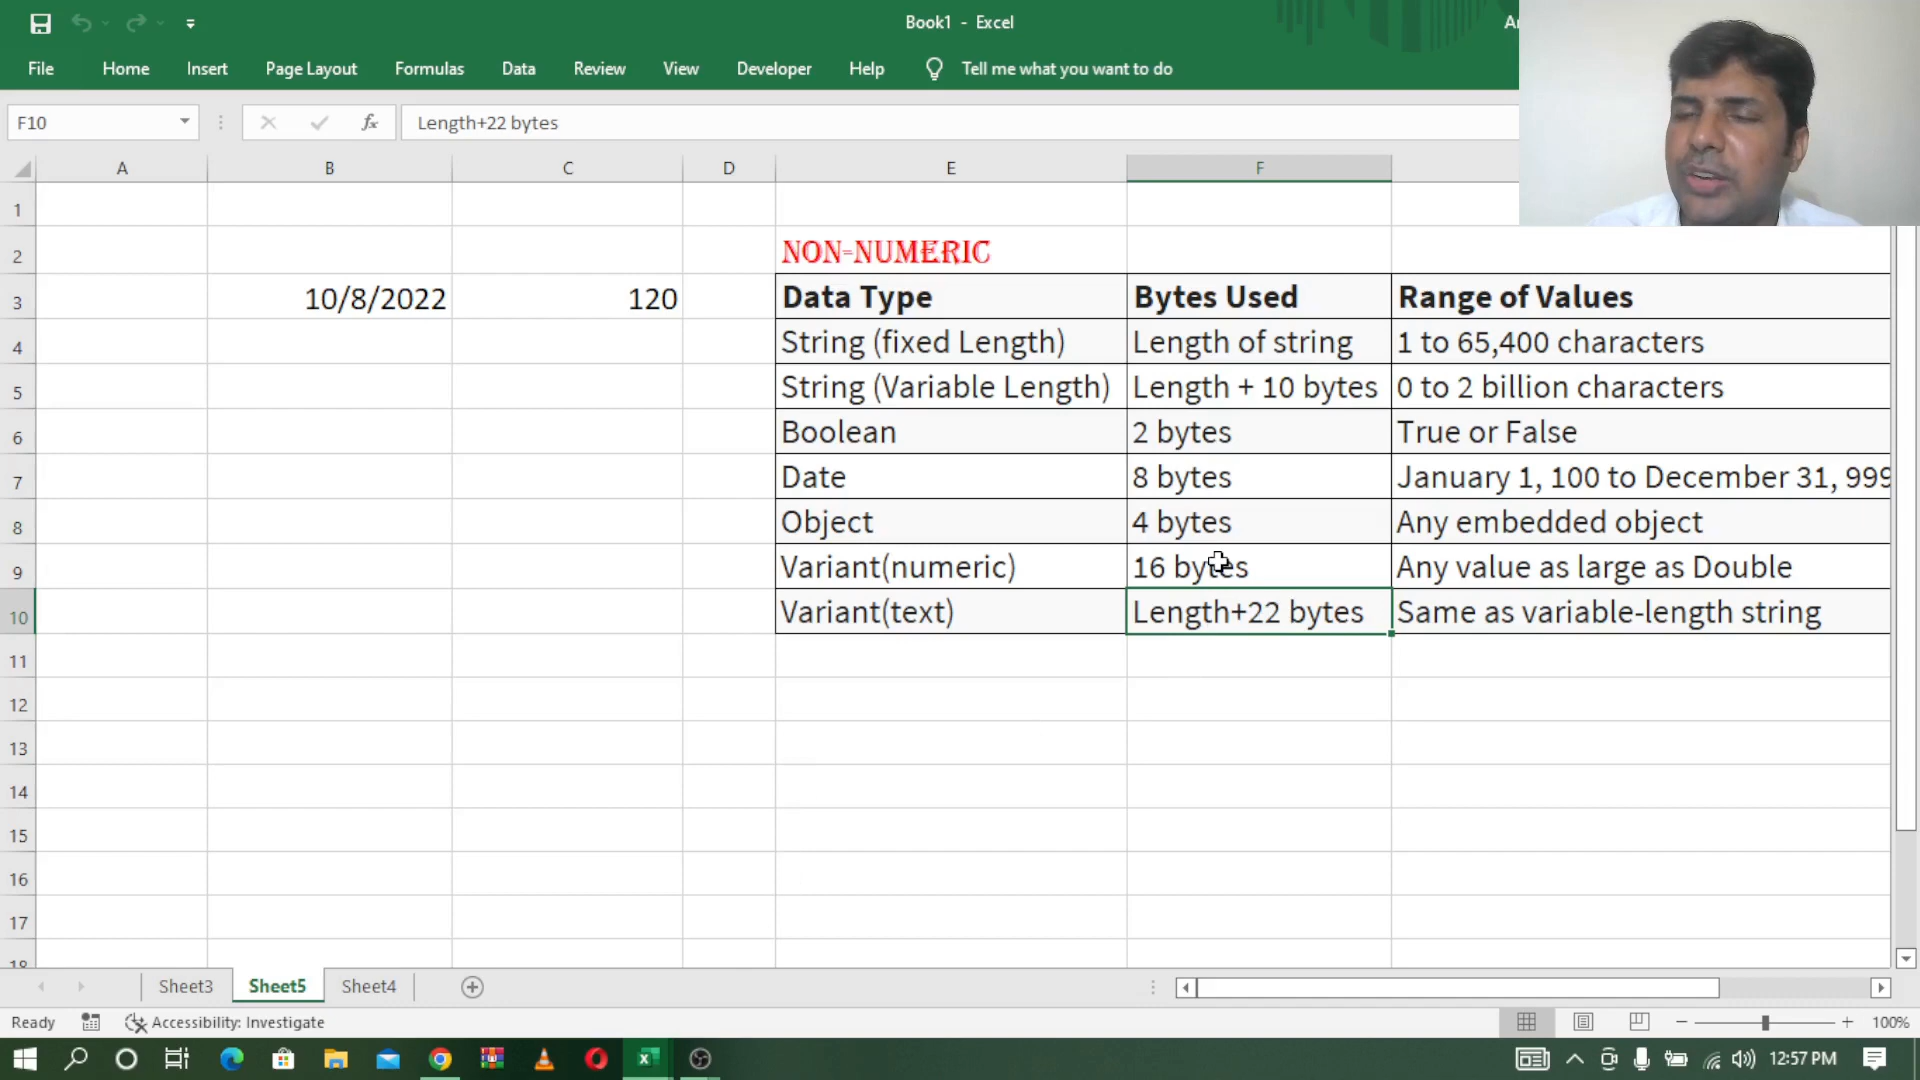 Book1 - Excel
File Home Insert Page Layout Formulas Data Review View Developer Help Tell me what you want to do
F10 fx Length+22 bytes
A B C D E F
1
2 NON-NUMERIC
3 10/8/2022 120 Data Type Bytes Used Range of Values
4 String (fixed Length) Length of string 1 to 65,400 characters
5 String (Variable Length) Length + 10 bytes 0 to 2 billion characters
6 Boolean 2 bytes True or False
7 Date 8 bytes January 1, 100 to December 31, 999
8 Object 4 bytes Any embedded object
9 Variant(numeric) 16 bytes Any value as large as Double
10 Variant(text) Length+22 bytes Same as variable-length string
11
12
13
14
15
16
17
18
Sheet3 Sheet5 Sheet4
Ready Accessibility: Investigate 100%
12:57 PM